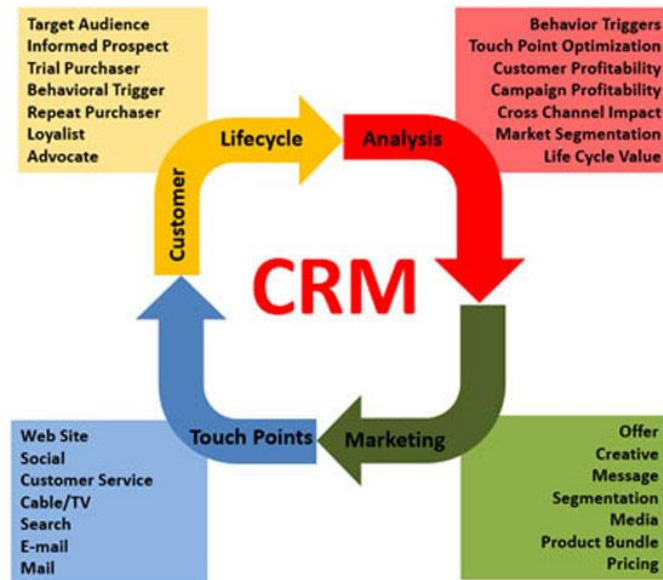 Target Audience
Informed Prospect
Trial Purchaser
Behavioral Trigger
Repeat Purchaser
Loyalist
Advocate
Behavior Triggers
Touch Point Optimization
Customer Profitability
Campaign Profitability
Cross Channel Impact
Market Segmentation
Life Cycle Value
Customer
Lifecycle
Analysis
CRM
Touch Points
Marketing
Web Site
Social
Customer Service
Cable/TV
Search
E-mail
Mail
Offer
Creative
Message
Segmentation
Media
Product Bundle
Pricing